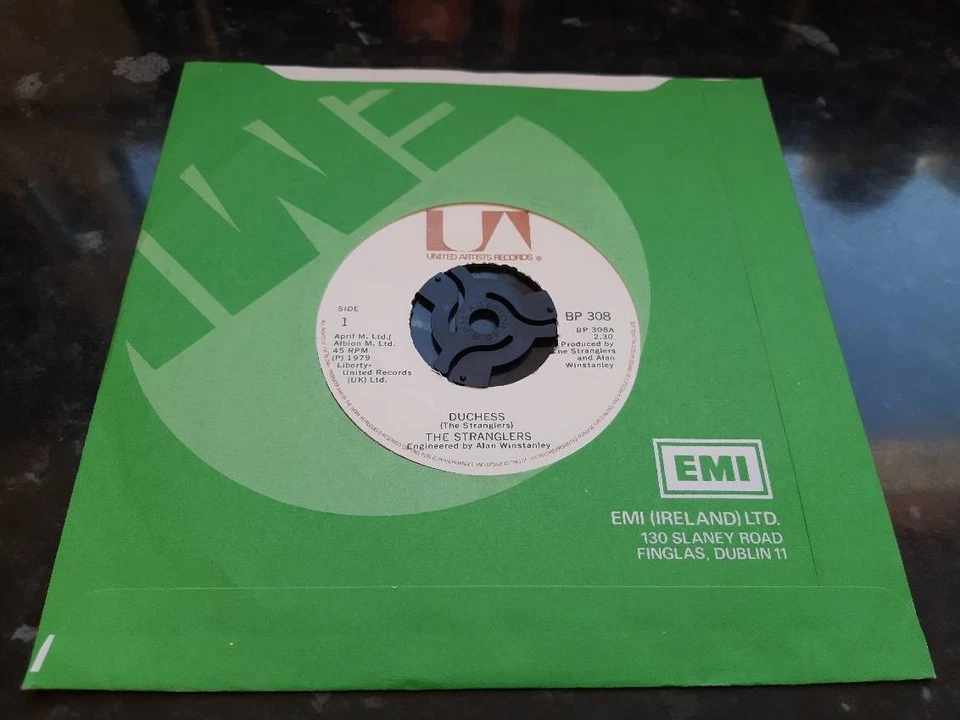 EMI
UA
UNITED ARTISTS RECORDS ®
SIDE
1
April M. Ltd./
Albion M. Ltd.
45 RPM
(P) 1979
Liberty-
United Records
(UK) Ltd.
BP 308
BP 308A
2.30
Produced by
The Stranglers
and Alan
Winstanley
DUCHESS
(The Stranglers)
THE STRANGLERS
Engineered by Alan Winstanley
EMI
EMI (IRELAND) LTD.
130 SLANEY ROAD
FINGLAS, DUBLIN 11